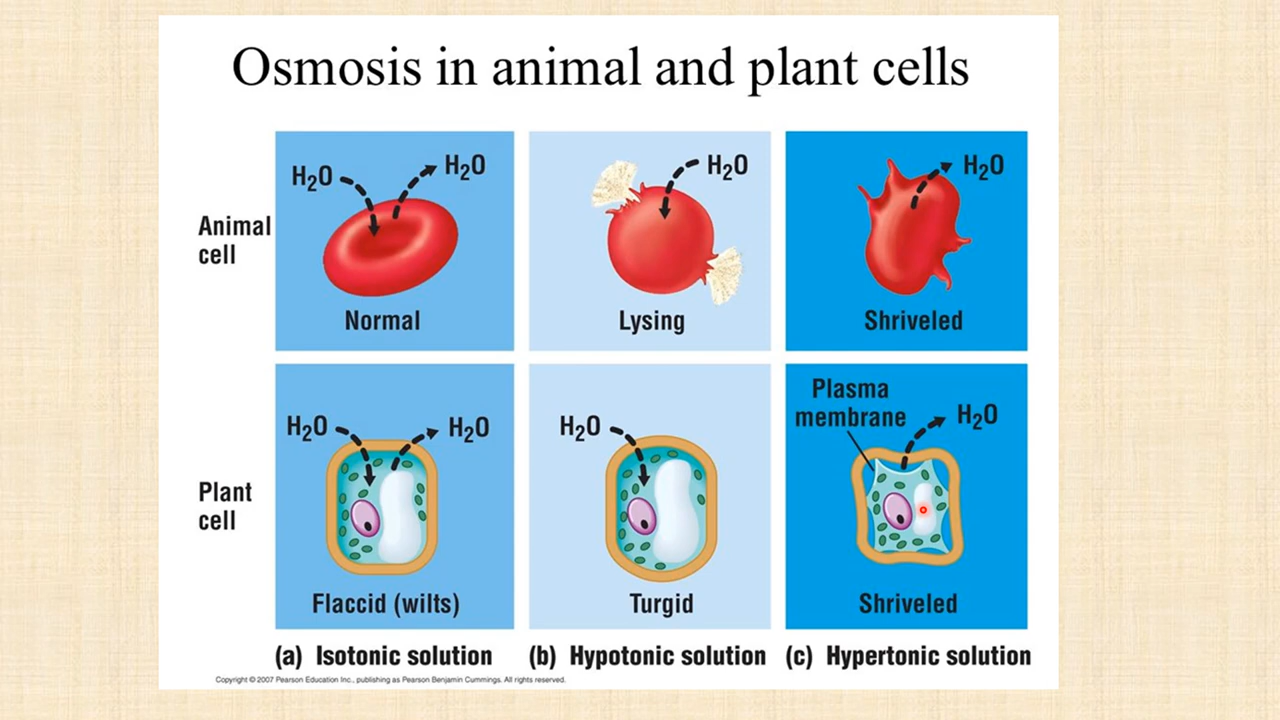 Osmosis in animal and plant cells
Animal
cell
H₂O
H₂O
Normal
H₂O
Lysing
H₂O
Shriveled
Plant
cell
H₂O
H₂O
Flaccid (wilts)
H₂O
Turgid
Plasma
membrane
H₂O
Shriveled
(a) Isotonic solution
(b) Hypotonic solution
(c) Hypertonic solution
Copyright © 2007 Pearson Education Inc., publishing as Pearson Benjamin Cummings. All rights reserved.